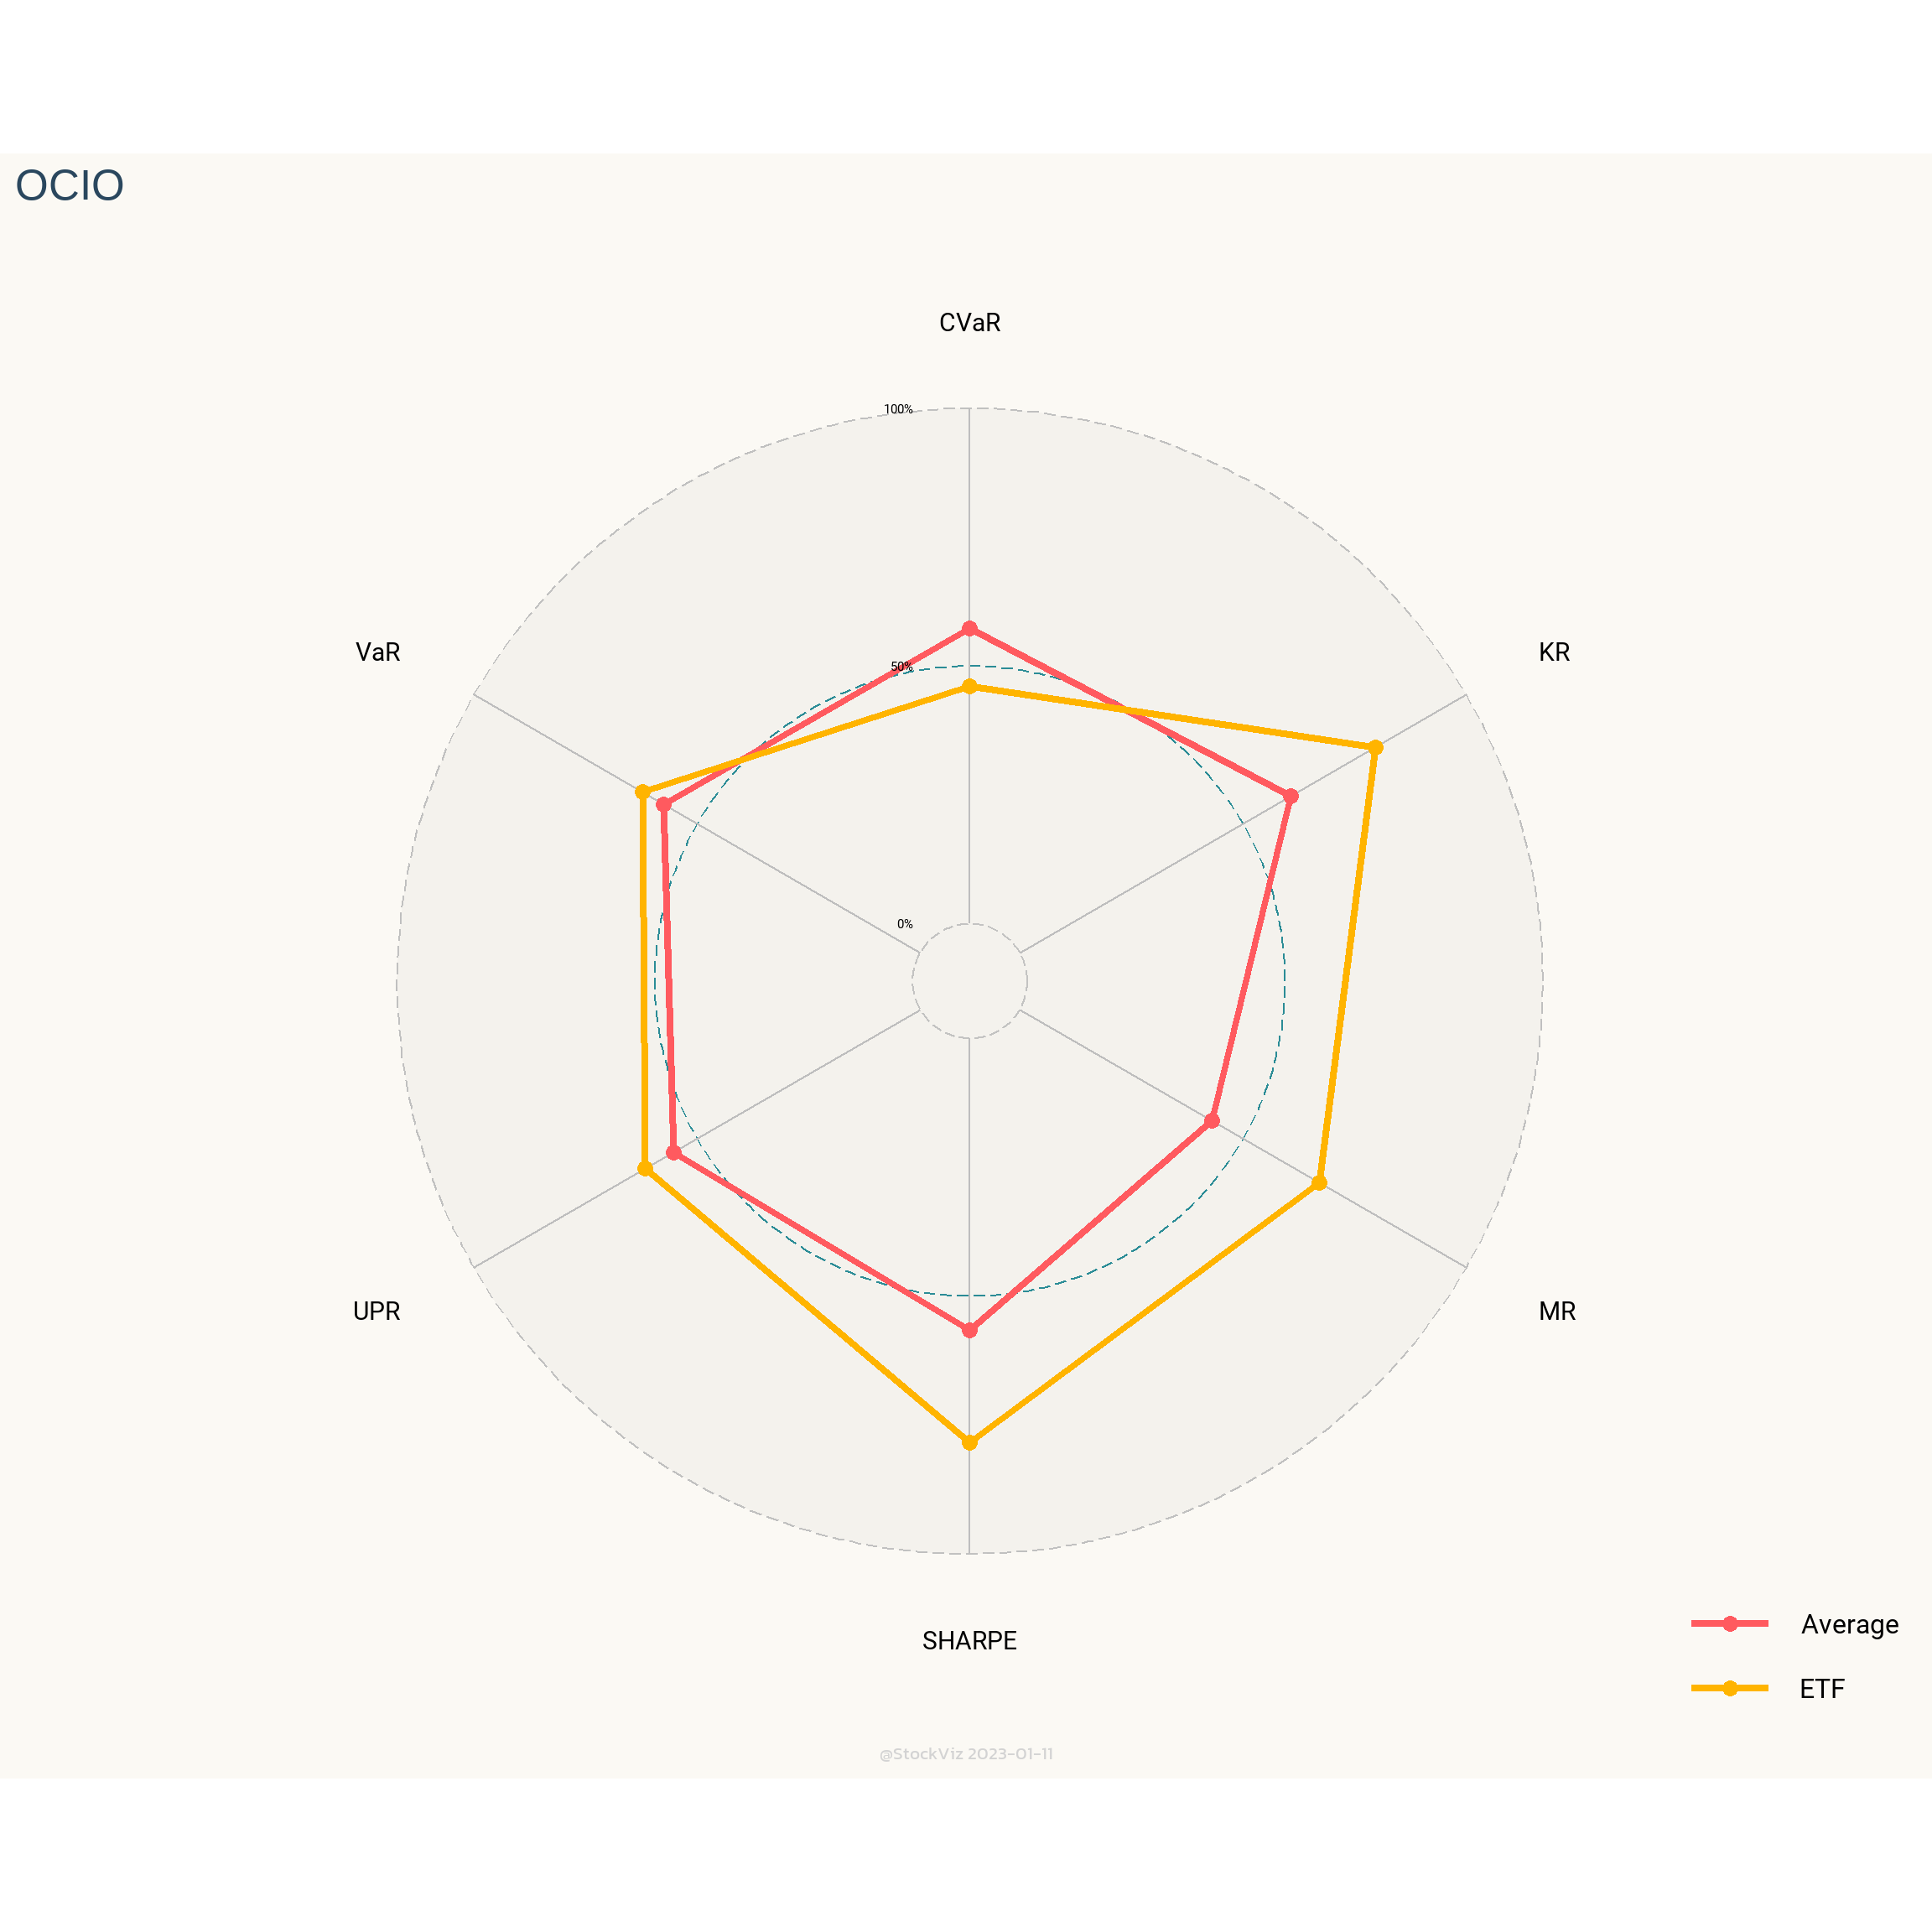 OCIO
CVaR
100%
KR
VaR
50%
0%
UPR
MR
SHARPE
Average
ETF
@StockViz 2023-01-11